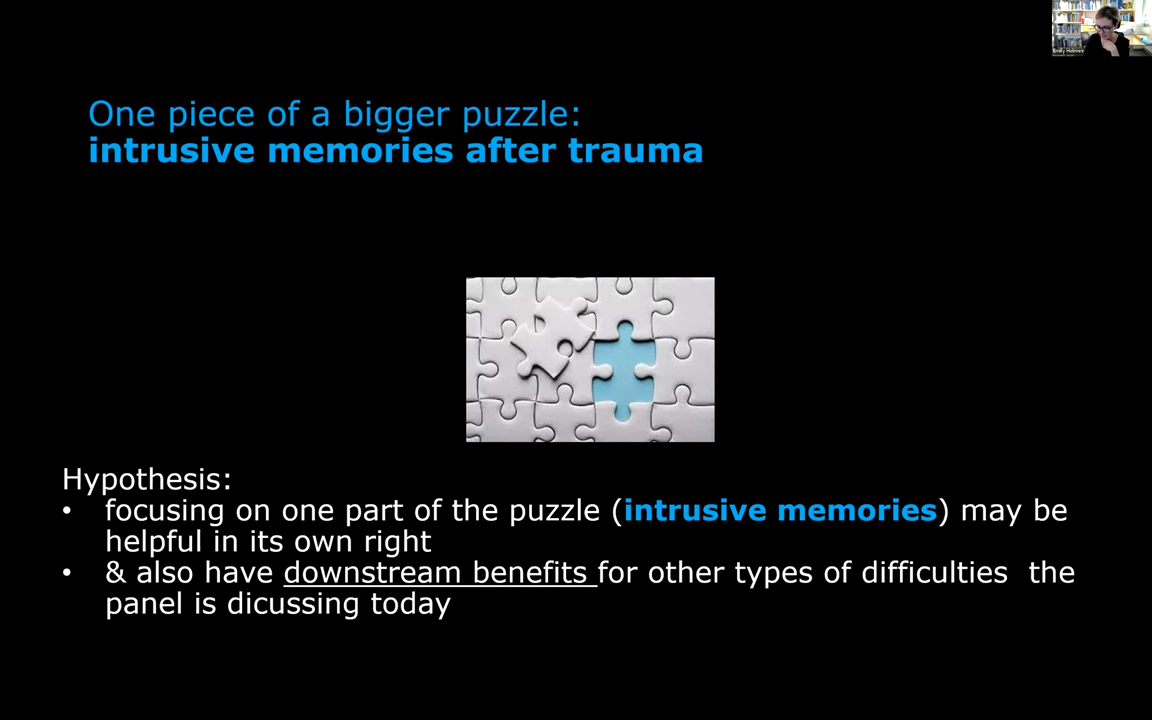 Emily Holmes
One piece of a bigger puzzle:
intrusive memories after trauma
Hypothesis:
• focusing on one part of the puzzle (intrusive memories) may be
helpful in its own right
• & also have downstream benefits for other types of difficulties  the
panel is dicussing today